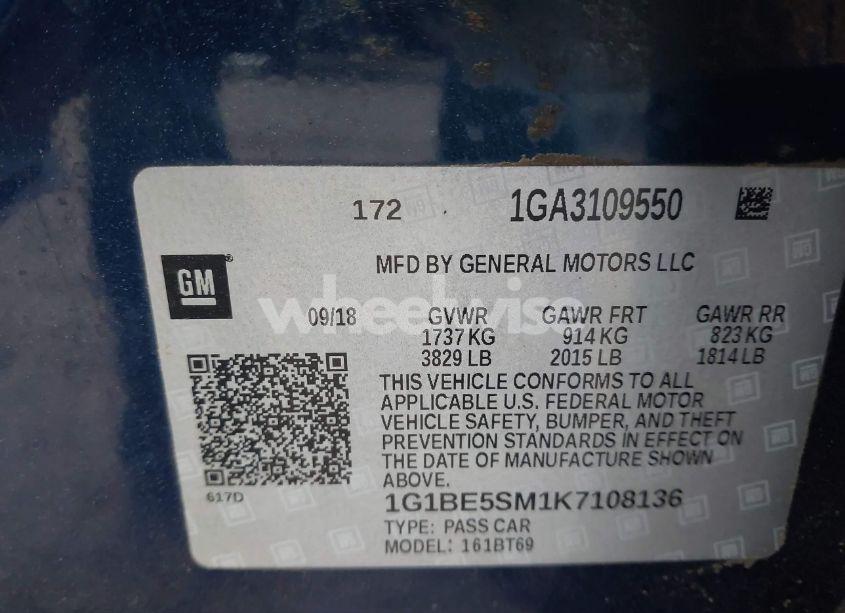 172 1GA3109550
GM
MFD BY GENERAL MOTORS LLC
09/18 GVWR GAWR FRT GAWR RR
1737 KG 914 KG 823 KG
3829 LB 2015 LB 1814 LB
THIS VEHICLE CONFORMS TO ALL
APPLICABLE U.S. FEDERAL MOTOR
VEHICLE SAFETY, BUMPER, AND THEFT
PREVENTION STANDARDS IN EFFECT ON
THE DATE OF MANUFACTURE SHOWN
ABOVE.
617D
1G1BE5SM1K7108136
TYPE: PASS CAR
MODEL: 161BT69
wheelwise